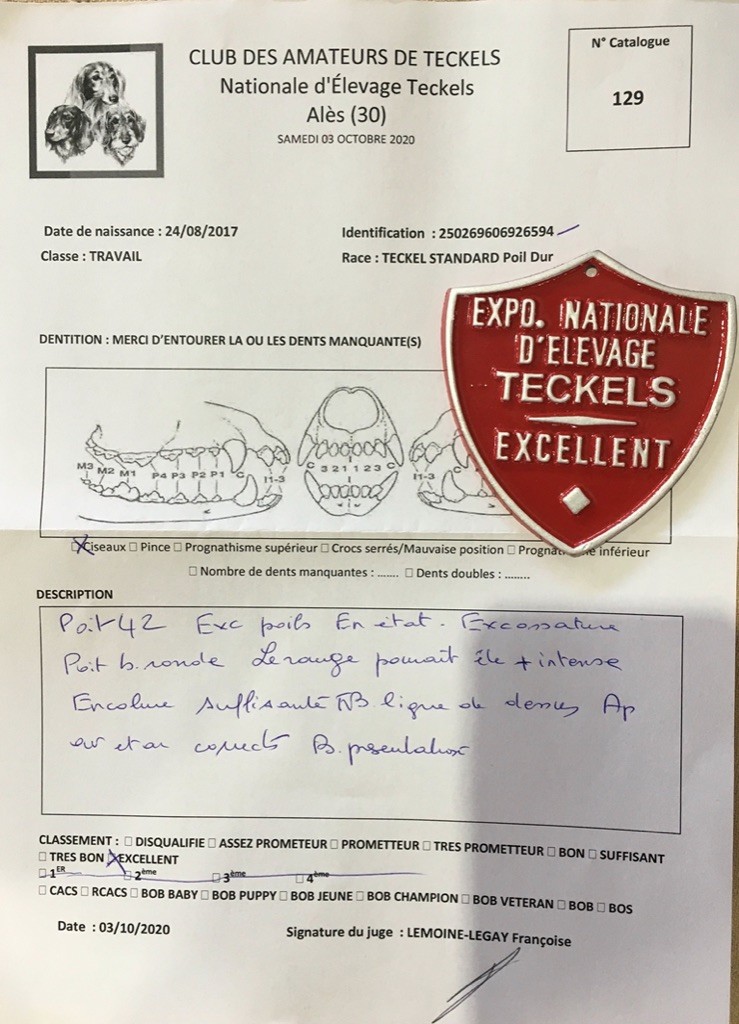 CLUB DES AMATEURS DE TECKELS
Nationale d'Élevage Teckels
Alès (30)
SAMEDI 03 OCTOBRE 2020
N° Catalogue
129
Date de naissance : 24/08/2017
Identification : 250269606926594
Classe : TRAVAIL
Race : TECKEL STANDARD Poil Dur
EXPO. NATIONALE
D'ELEVAGE
TECKELS
EXCELLENT
DENTITION : MERCI D'ENTOURER LA OU LES DENTS MANQUANTE(S)
M3 M2 M1 P4 P3 P2 P1 C I1-3
C 3 2 1 1 2 3 C
I1-3 C
☒ Ciseaux □ Pince □ Prognathisme supérieur □ Crocs serrés/Mauvaise position □ inférieur
□ Nombre de dents manquantes : ....... □ Dents doubles : ........
DESCRIPTION
Poit 42 Exc poils En état. Exc ossature
Poit b. ronde Le rouge pourrait être + intense
Encolure suffisante TB ligne de dessus Ap
av et ar corrects B. présentation
CLASSEMENT : □ DISQUALIFIE □ ASSEZ PROMETEUR □ PROMETTEUR □ TRES PROMETTEUR □ BON □ SUFFISANT
□ TRES BON ☒ EXCELLENT
□ 1ER □ 2ème □ 3ème □ 4ème
□ CACS □ RCACS □ BOB BABY □ BOB PUPPY □ BOB JEUNE □ BOB CHAMPION □ BOB VETERAN □ BOB □ BOS
Date : 03/10/2020
Signature du juge : LEMOINE-LEGAY Françoise